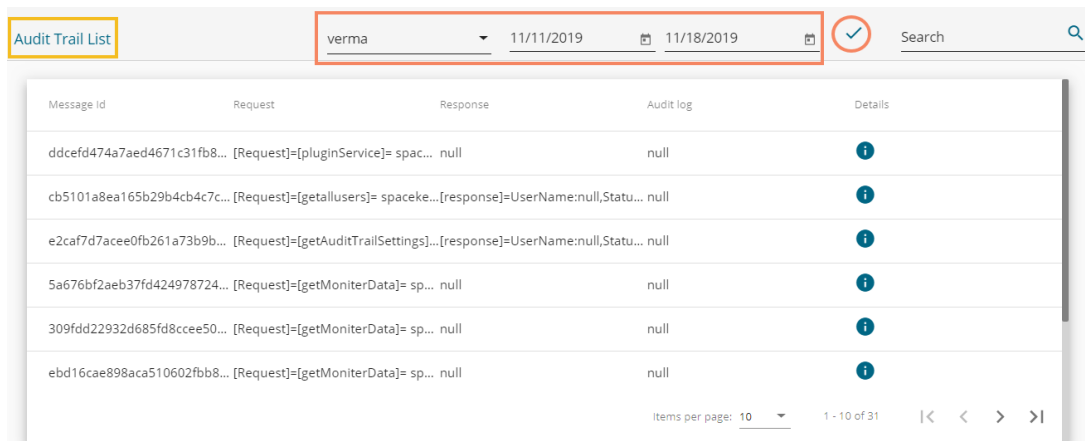 Audit Trail List verma 11/11/2019 11/18/2019 Search
Message Id Request Response Audit log Details
ddcefd474a7aed4671c31fb8... [Request]=[pluginService]= spac... null null
cb5101a8ea165b29b4cb4c7c... [Request]=[getallusers]= spaceke... [response]=UserName:null,Statu... null
e2caf7d7acee0fb261a73b9b... [Request]=[getAuditTrailSettings]... [response]=UserName:null,Statu... null
5a676bf2aeb37fd424978724... [Request]=[getMoniterData]= sp... null null
309fdd22932d685fd8ccee50... [Request]=[getMoniterData]= sp... null null
ebd16cae898aca510602fbb8... [Request]=[getMoniterData]= sp... null null
Items per page: 10 1 - 10 of 31